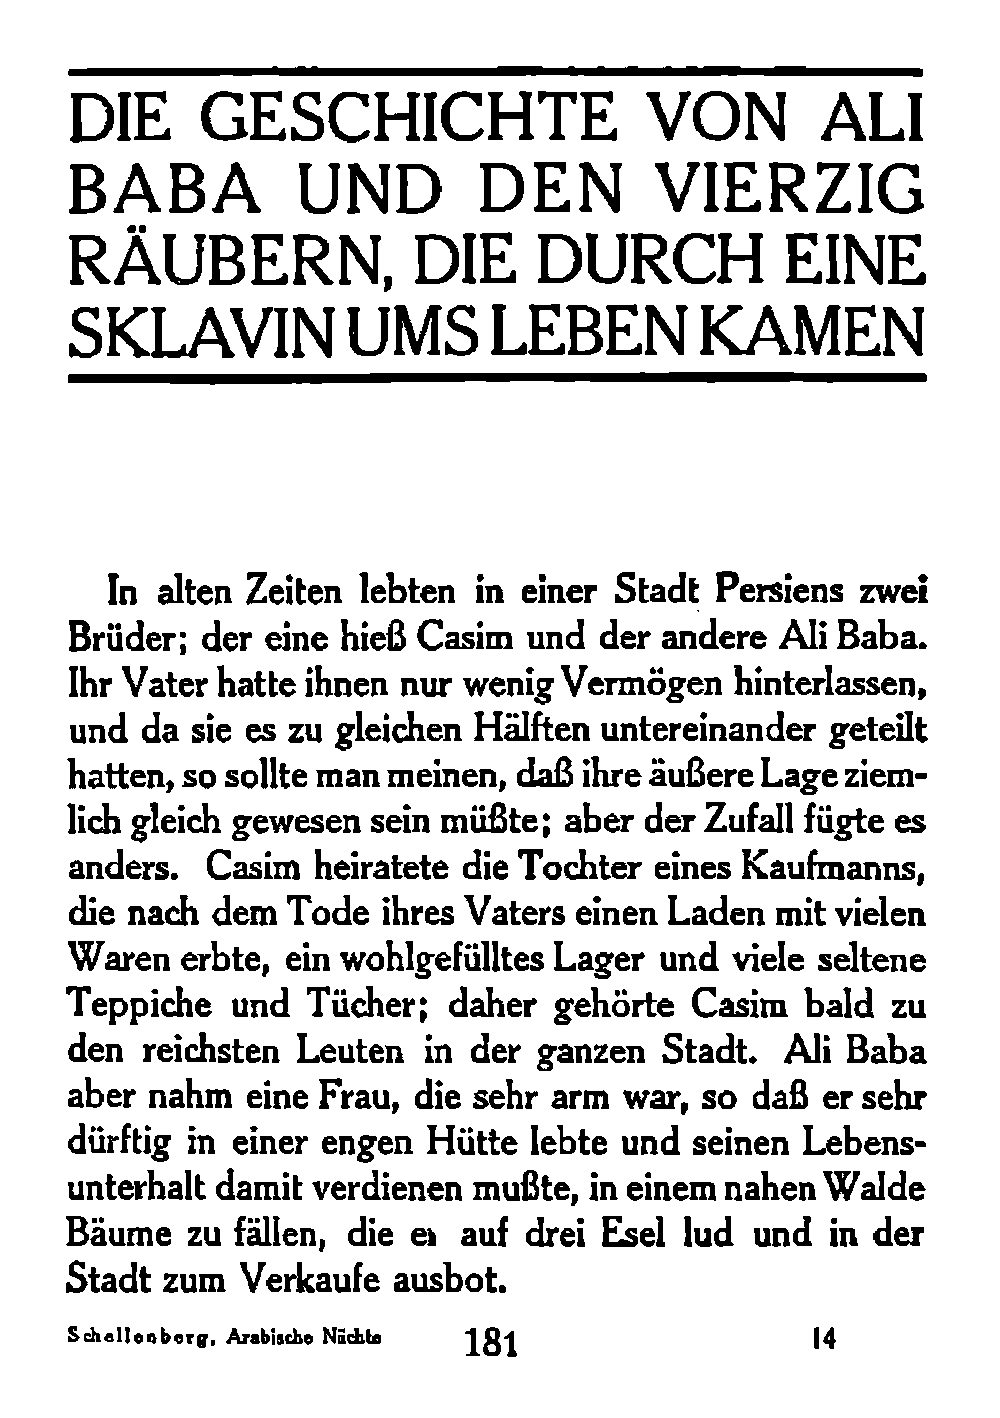 DIE GESCHICHTE VON ALI
BABA UND DEN VIERZIG
RÄUBERN, DIE DURCH EINE
SKLAVIN UMS LEBEN KAMEN
In alten Zeiten lebten in einer Stadt Persiens zwei
Brüder; der eine hieß Casim und der andere Ali Baba.
Ihr Vater hatte ihnen nur wenig Vermögen hinterlassen,
und da sie es zu gleichen Hälften untereinander geteilt
hatten, so sollte man meinen, daß ihre äußere Lage ziem-
lich gleich gewesen sein müßte; aber der Zufall fügte es
anders. Casim heiratete die Tochter eines Kaufmanns,
die nach dem Tode ihres Vaters einen Laden mit vielen
Waren erbte, ein wohlgefülltes Lager und viele seltene
Teppiche und Tücher; daher gehörte Casim bald zu
den reichsten Leuten in der ganzen Stadt. Ali Baba
aber nahm eine Frau, die sehr arm war, so daß er sehr
dürftig in einer engen Hütte lebte und seinen Lebens-
unterhalt damit verdienen mußte, in einem nahen Walde
Bäume zu fällen, die er auf drei Esel lud und in der
Stadt zum Verkaufe ausbot.
Schellenberg, Arabische Nächte 181 14